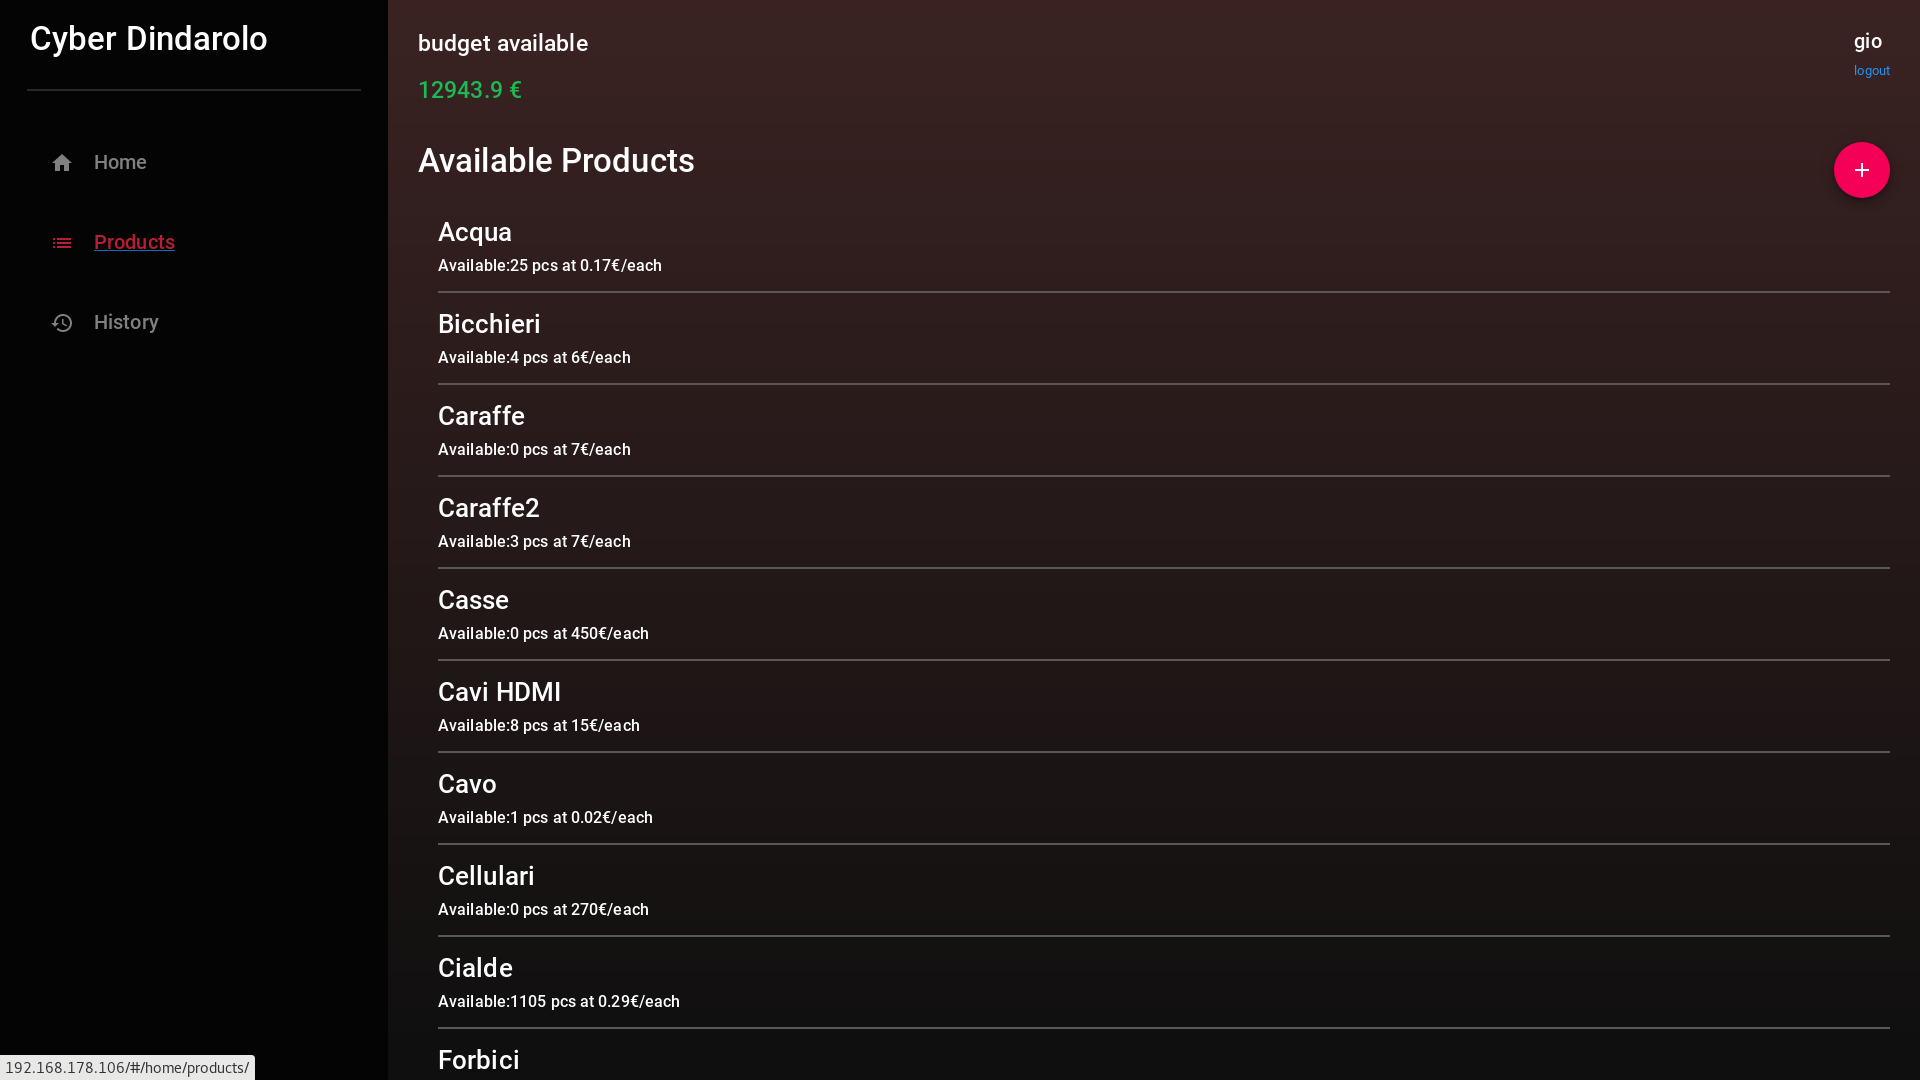 Cyber Dindarolo
Home
Products
History
budget available
12943.9 €
gio
logout
Available Products
Acqua
Available:25 pcs at 0.17€/each
Bicchieri
Available:4 pcs at 6€/each
Caraffe
Available:0 pcs at 7€/each
Caraffe2
Available:3 pcs at 7€/each
Casse
Available:0 pcs at 450€/each
Cavi HDMI
Available:8 pcs at 15€/each
Cavo
Available:1 pcs at 0.02€/each
Cellulari
Available:0 pcs at 270€/each
Cialde
Available:1105 pcs at 0.29€/each
Forbici
192.168.178.106/#/home/products/